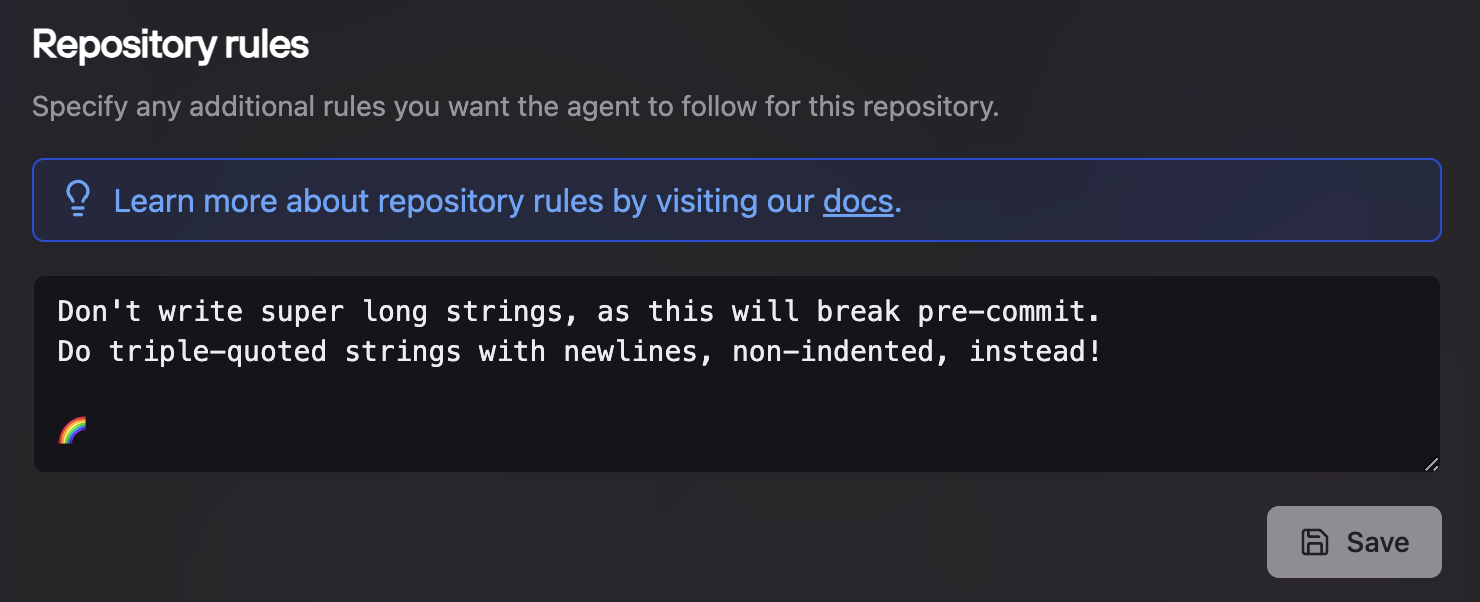 Repository rules
Specify any additional rules you want the agent to follow for this repository.
Learn more about repository rules by visiting our docs.
Don't write super long strings, as this will break pre-commit.
Do triple-quoted strings with newlines, non-indented, instead!
🌈
Save